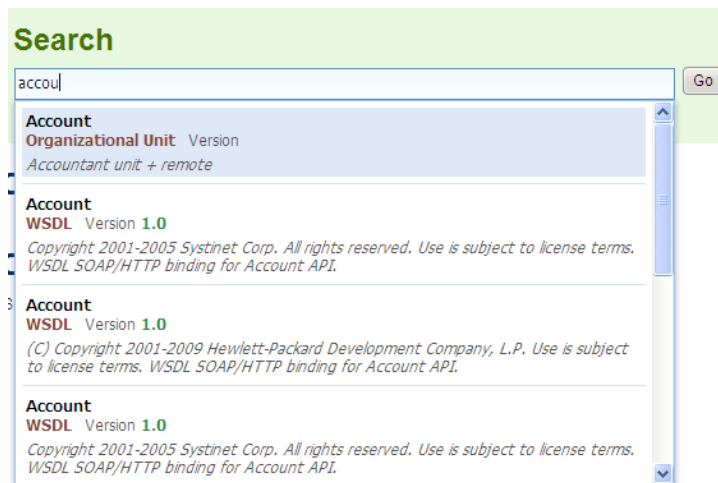 Search
accou
Go
Account
Organizational Unit Version
Accountant unit + remote
Account
WSDL Version 1.0
Copyright 2001-2005 Systinet Corp. All rights reserved. Use is subject to license terms.
WSDL SOAP/HTTP binding for Account API.
Account
WSDL Version 1.0
(C) Copyright 2001-2009 Hewlett-Packard Development Company, L.P. Use is subject
to license terms. WSDL SOAP/HTTP binding for Account API.
Account
WSDL Version 1.0
Copyright 2001-2005 Systinet Corp. All rights reserved. Use is subject to license terms.
WSDL SOAP/HTTP binding for Account API.